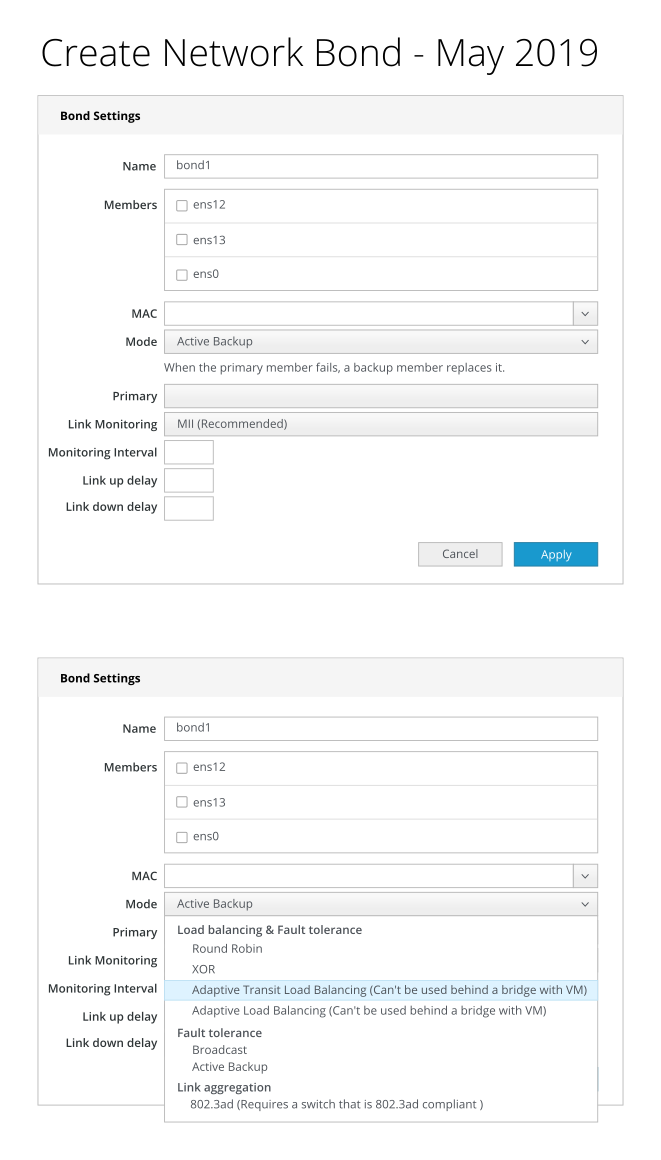 Create Network Bond - May 2019
Bond Settings
Name bond1
Members ens12
ens13
ens0
MAC
Mode Active Backup
When the primary member fails, a backup member replaces it.
Primary
Link Monitoring MII (Recommended)
Monitoring Interval
Link up delay
Link down delay
Cancel Apply
Bond Settings
Name bond1
Members ens12
ens13
ens0
MAC
Mode Active Backup
Primary Load balancing & Fault tolerance
Round Robin
Link Monitoring XOR
Monitoring Interval Adaptive Transit Load Balancing (Can't be used behind a bridge with VM)
Link up delay Adaptive Load Balancing (Can't be used behind a bridge with VM)
Fault tolerance
Link down delay Broadcast
Active Backup
Link aggregation
802.3ad (Requires a switch that is 802.3ad compliant )